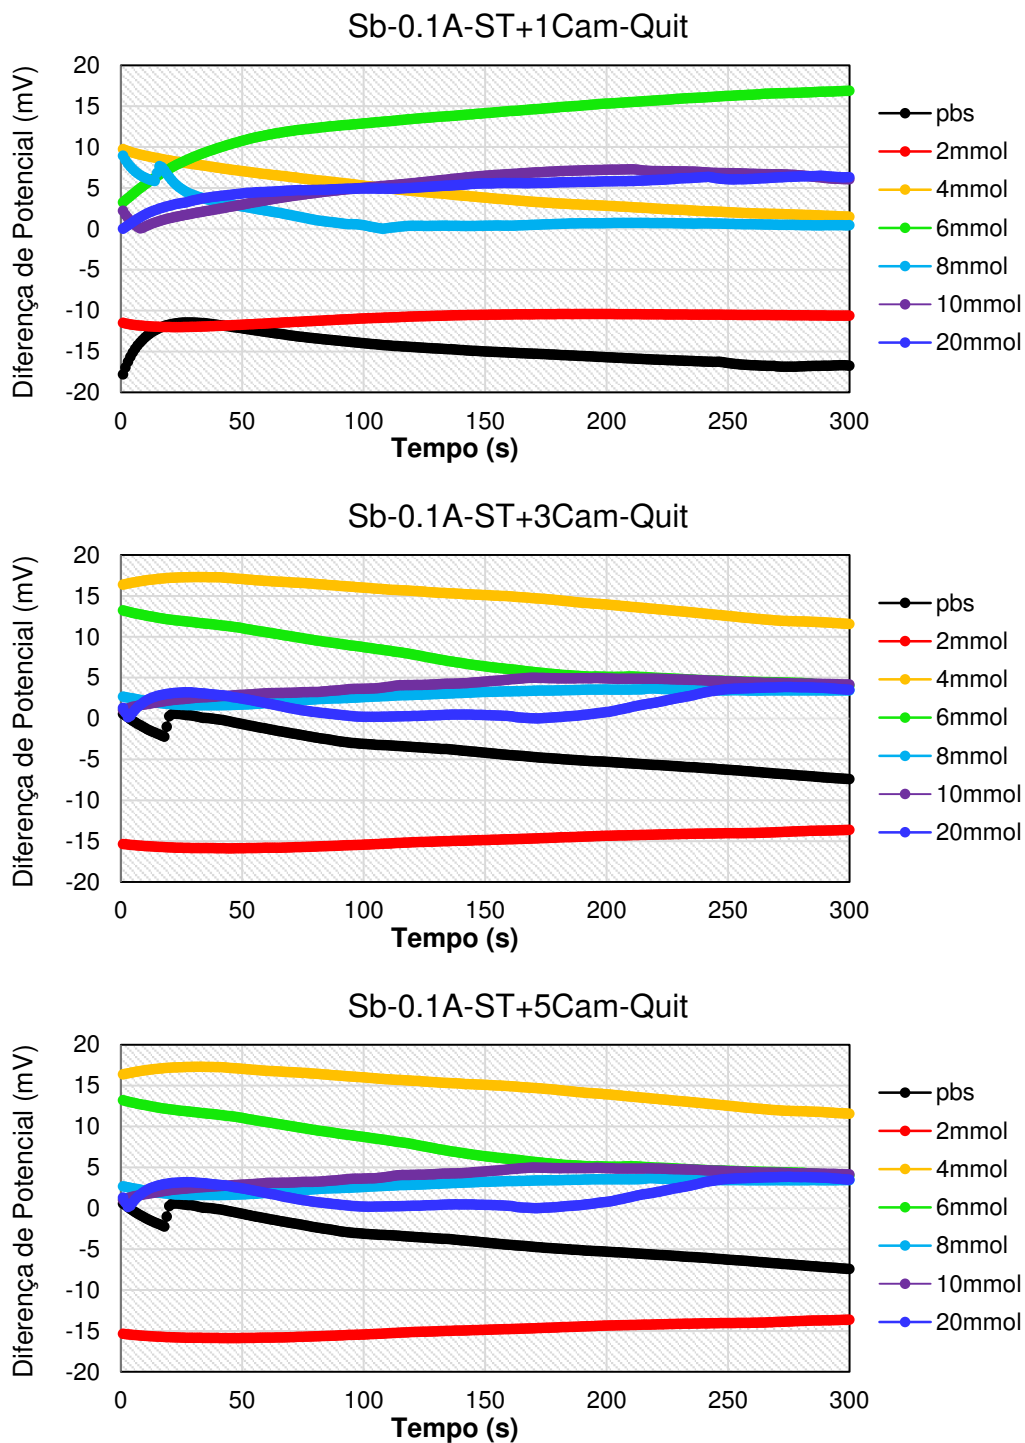 Sb-0.1A-ST+1Cam-Quit
Diferença de Potencial (mV)
20
15
10
5
0
-5
-10
-15
-20
0 50 100 150 200 250 300
Tempo (s)
pbs
2mmol
4mmol
6mmol
8mmol
10mmol
20mmol
Sb-0.1A-ST+3Cam-Quit
Diferença de Potencial (mV)
20
15
10
5
0
-5
-10
-15
-20
0 50 100 150 200 250 300
Tempo (s)
pbs
2mmol
4mmol
6mmol
8mmol
10mmol
20mmol
Sb-0.1A-ST+5Cam-Quit
Diferença de Potencial (mV)
20
15
10
5
0
-5
-10
-15
-20
0 50 100 150 200 250 300
Tempo (s)
pbs
2mmol
4mmol
6mmol
8mmol
10mmol
20mmol